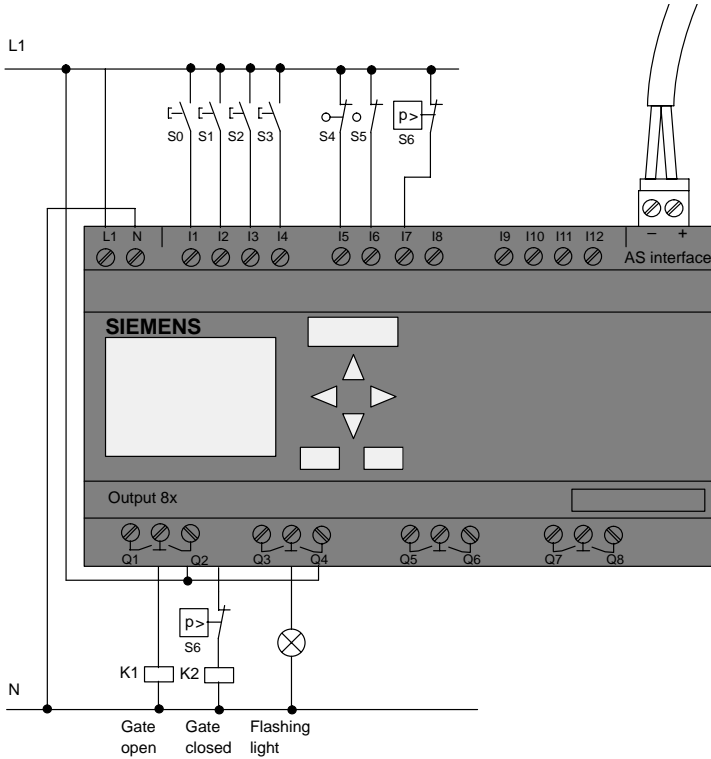 L1
S0 S1 S2 S3 S4 S5 p> S6
L1 N I1 I2 I3 I4 I5 I6 I7 I8 I9 I10 I11 I12 – +
AS interface
SIEMENS
Output 8x
Q1 Q2 Q3 Q4 Q5 Q6 Q7 Q8
p>
S6
K1 K2
N
Gate Gate Flashing
open closed light